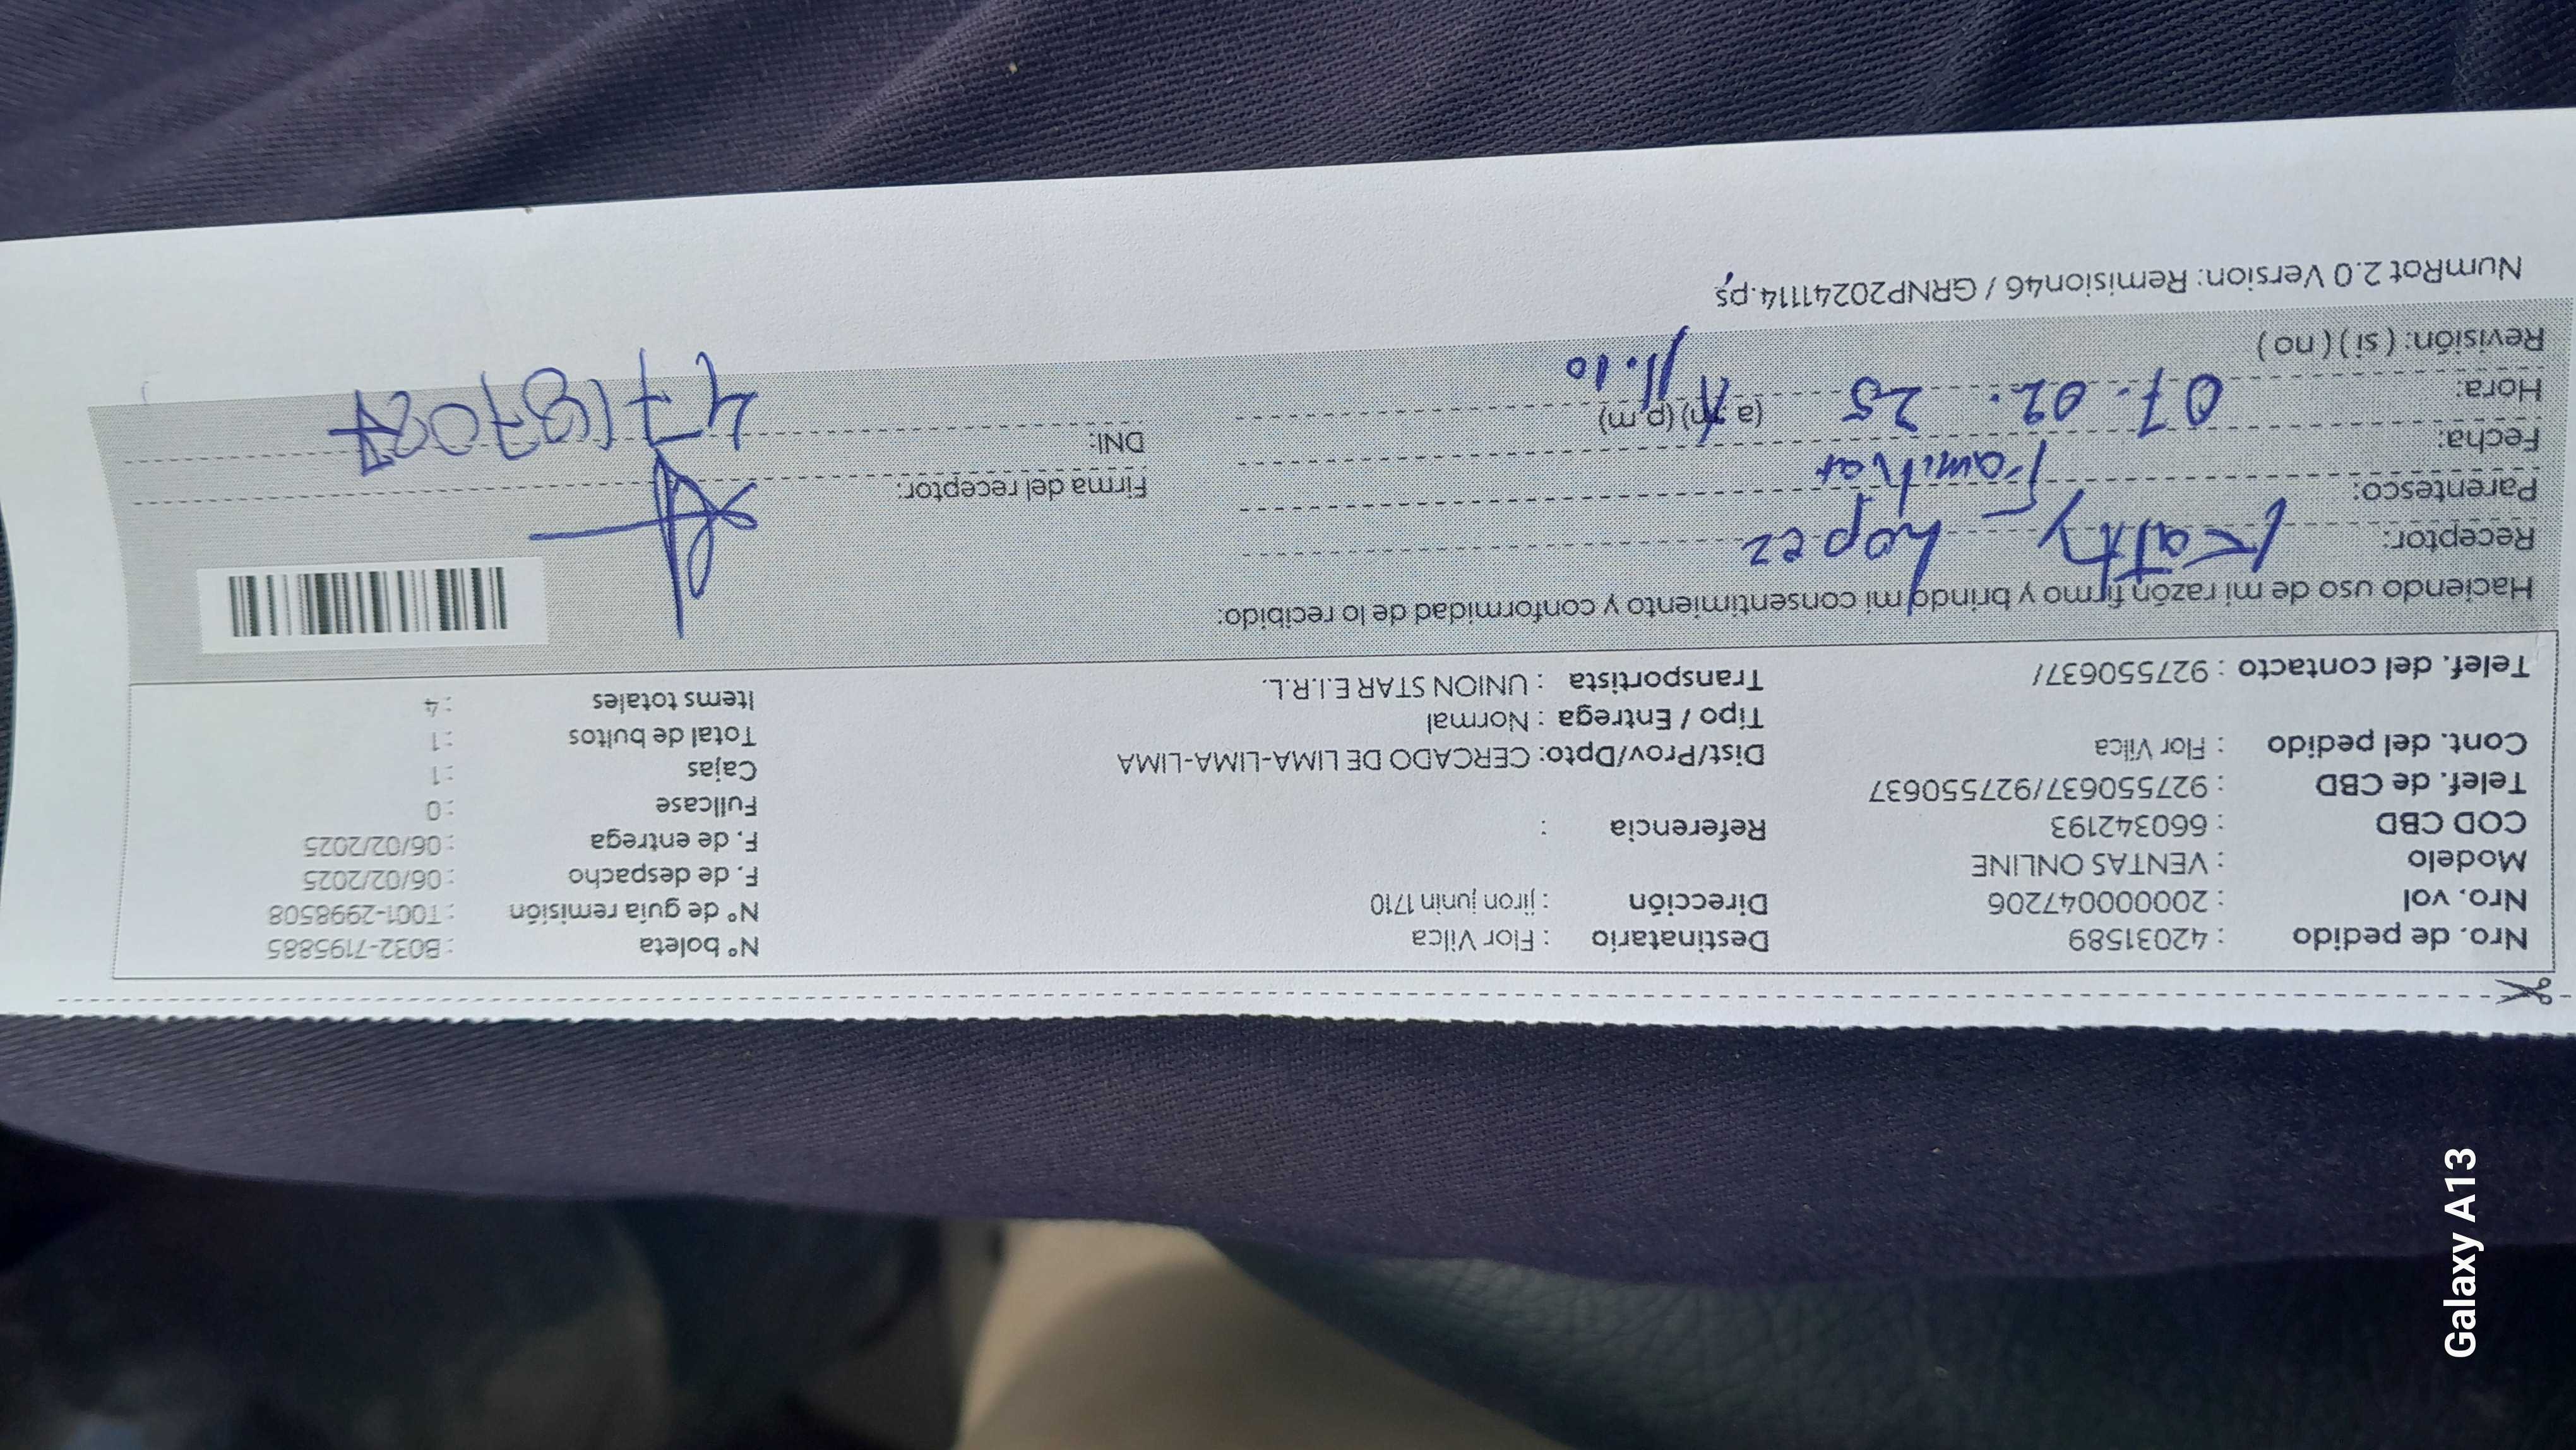 Nro. de pedido : 42031589 Destinatario : Flor Vilca N° boleta : B032-7195885
Nro. vol : 20000047206 Dirección : jiron junin 1710 N° de guía remisión : T001-2998508
Modelo : VENTAS ONLINE F. de despacho : 06/02/2025
COD CBD : 660342193 Referencia : F. de entrega : 06/02/2025
Telef. de CBD : 927550637/927550637 Fullcase : 0
Cont. del pedido : Flor Vilca Dist/Prov/Dpto: CERCADO DE LIMA-LIMA-LIMA Cajas : 1
Tipo / Entrega : Normal Total de bultos : 1
Telef. del contacto : 927550637/ Transportista : UNION STAR E.I.R.L. Items totales : 4
Haciendo uso de mi razón firmo y brindo mi consentimiento y conformidad de lo recibido:
Receptor: Kathy Lopez
Parentesco: Familiar Firma del receptor:
Fecha: 07.02.25 DNI:
Hora: (a.m) (p.m) 11.10
Revisión: ( si ) ( no )
NumRot 2.0 Version: Remision46 / GRNP20241114.ps
Galaxy A13